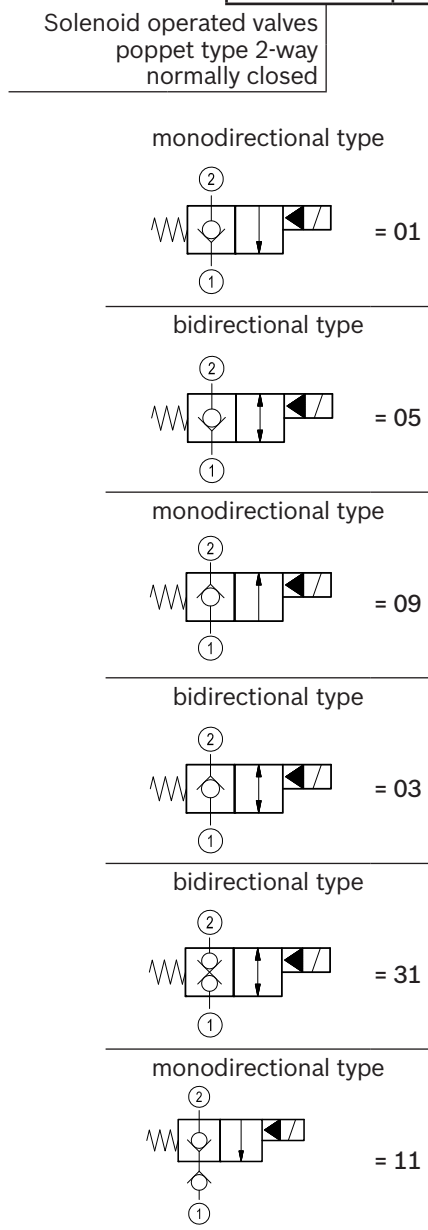 Solenoid operated valves
poppet type 2-way
normally closed
monodirectional type
2
= 01
1
bidirectional type
2
= 05
1
monodirectional type
2
= 09
1
bidirectional type
2
= 03
1
bidirectional type
2
= 31
1
monodirectional type
2
= 11
1